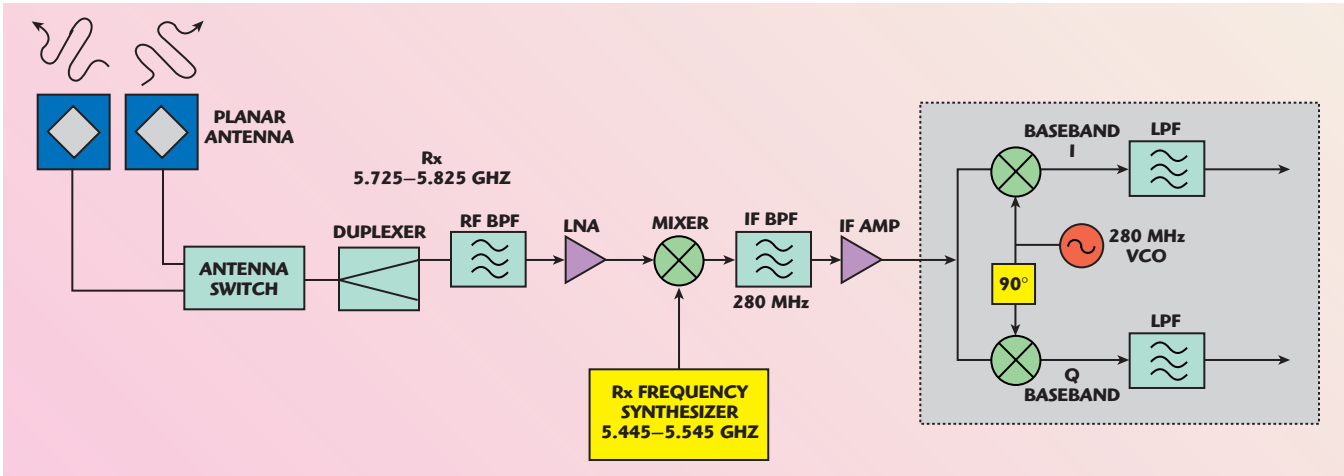 PLANAR
ANTENNA
Rx
5.725–5.825 GHZ
ANTENNA
SWITCH
DUPLEXER
RF BPF
LNA
MIXER
IF BPF
280 MHz
IF AMP
Rx FREQUENCY
SYNTHESIZER
5.445–5.545 GHZ
BASEBAND
I
LPF
280 MHz
VCO
90°
Q
BASEBAND
LPF